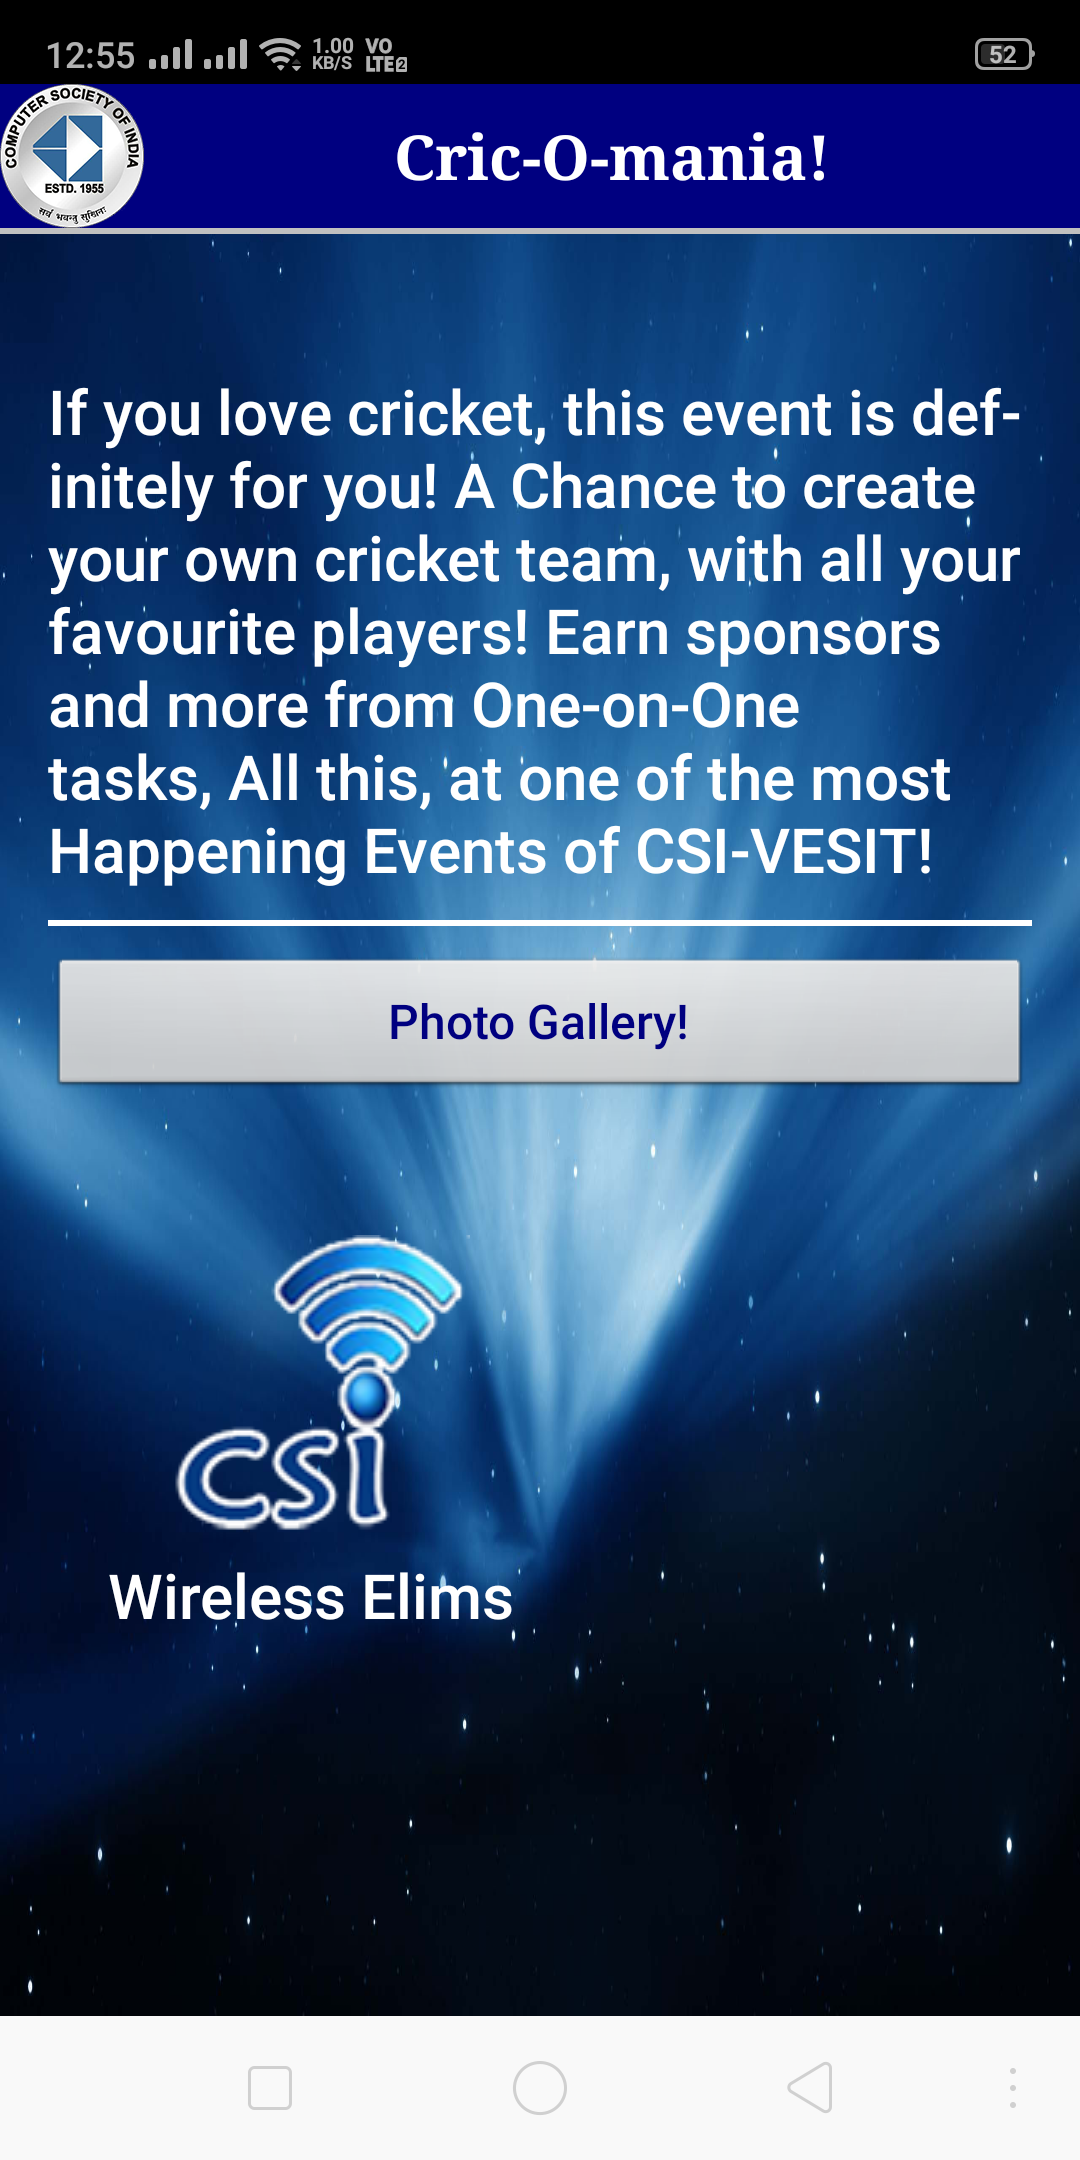 12:55 1.00 KB/S VO LTE2 52
COMPUTER SOCIETY OF INDIA
ESTD. 1955
सर्वे भवन्तु सुखिनः
Cric-O-mania!
If you love cricket, this event is def-
initely for you! A Chance to create
your own cricket team, with all your
favourite players! Earn sponsors
and more from One-on-One
tasks, All this, at one of the most
Happening Events of CSI-VESIT!
Photo Gallery!
csi
Wireless Elims